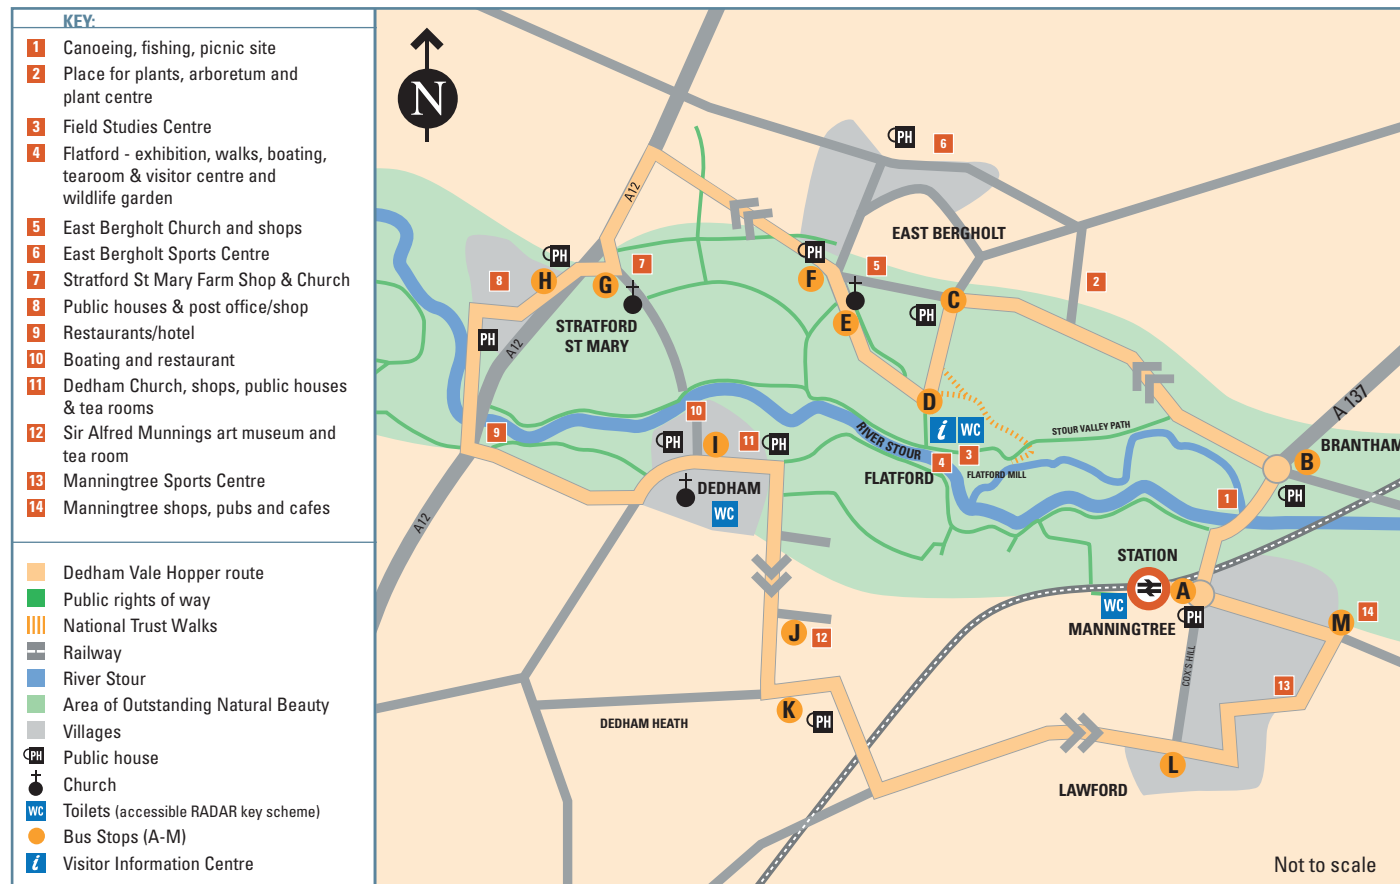 KEY:
1 Canoeing, fishing, picnic site
2 Place for plants, arboretum and
plant centre
3 Field Studies Centre
4 Flatford - exhibition, walks, boating,
tearoom & visitor centre and
wildlife garden
5 East Bergholt Church and shops
6 East Bergholt Sports Centre
7 Stratford St Mary Farm Shop & Church
8 Public houses & post office/shop
9 Restaurants/hotel
10 Boating and restaurant
11 Dedham Church, shops, public houses
& tea rooms
12 Sir Alfred Munnings art museum and
tea room
13 Manningtree Sports Centre
14 Manningtree shops, pubs and cafes
Dedham Vale Hopper route
Public rights of way
National Trust Walks
Railway
River Stour
Area of Outstanding Natural Beauty
Villages
PH Public house
Church
WC Toilets (accessible RADAR key scheme)
Bus Stops (A-M)
i Visitor Information Centre
N
PH
6
A12
EAST BERGHOLT
PH
PH
7
5
F
8
H
G
2
C
PH
E
STRATFORD
ST MARY
PH
A12
D
A 137
10
9
PH
I
11
PH
i
WC
RIVER STOUR
STOUR VALLEY PATH
BRANTHAM
3
4
B
FLATFORD
FLATFORD MILL
DEDHAM
1
PH
WC
A12
STATION
A
WC
PH
MANNINGTREE
M
14
J
12
COX'S HILL
13
K
PH
DEDHAM HEATH
L
LAWFORD
Not to scale